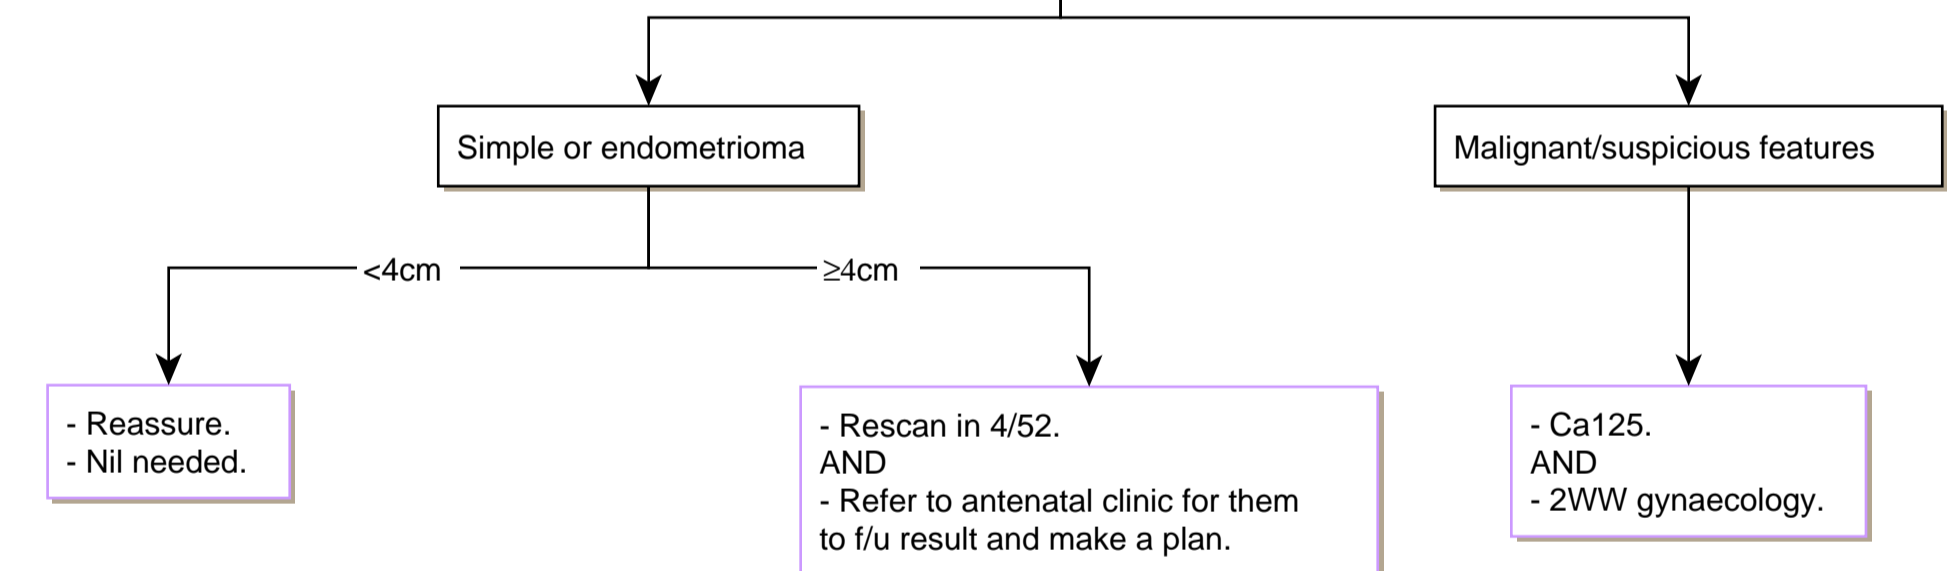 Simple or endometrioma
Malignant/suspicious features
<4cm
≥4cm
- Reassure.
- Nil needed.
- Rescan in 4/52.
AND
- Refer to antenatal clinic for them
to f/u result and make a plan.
- Ca125.
AND
- 2WW gynaecology.